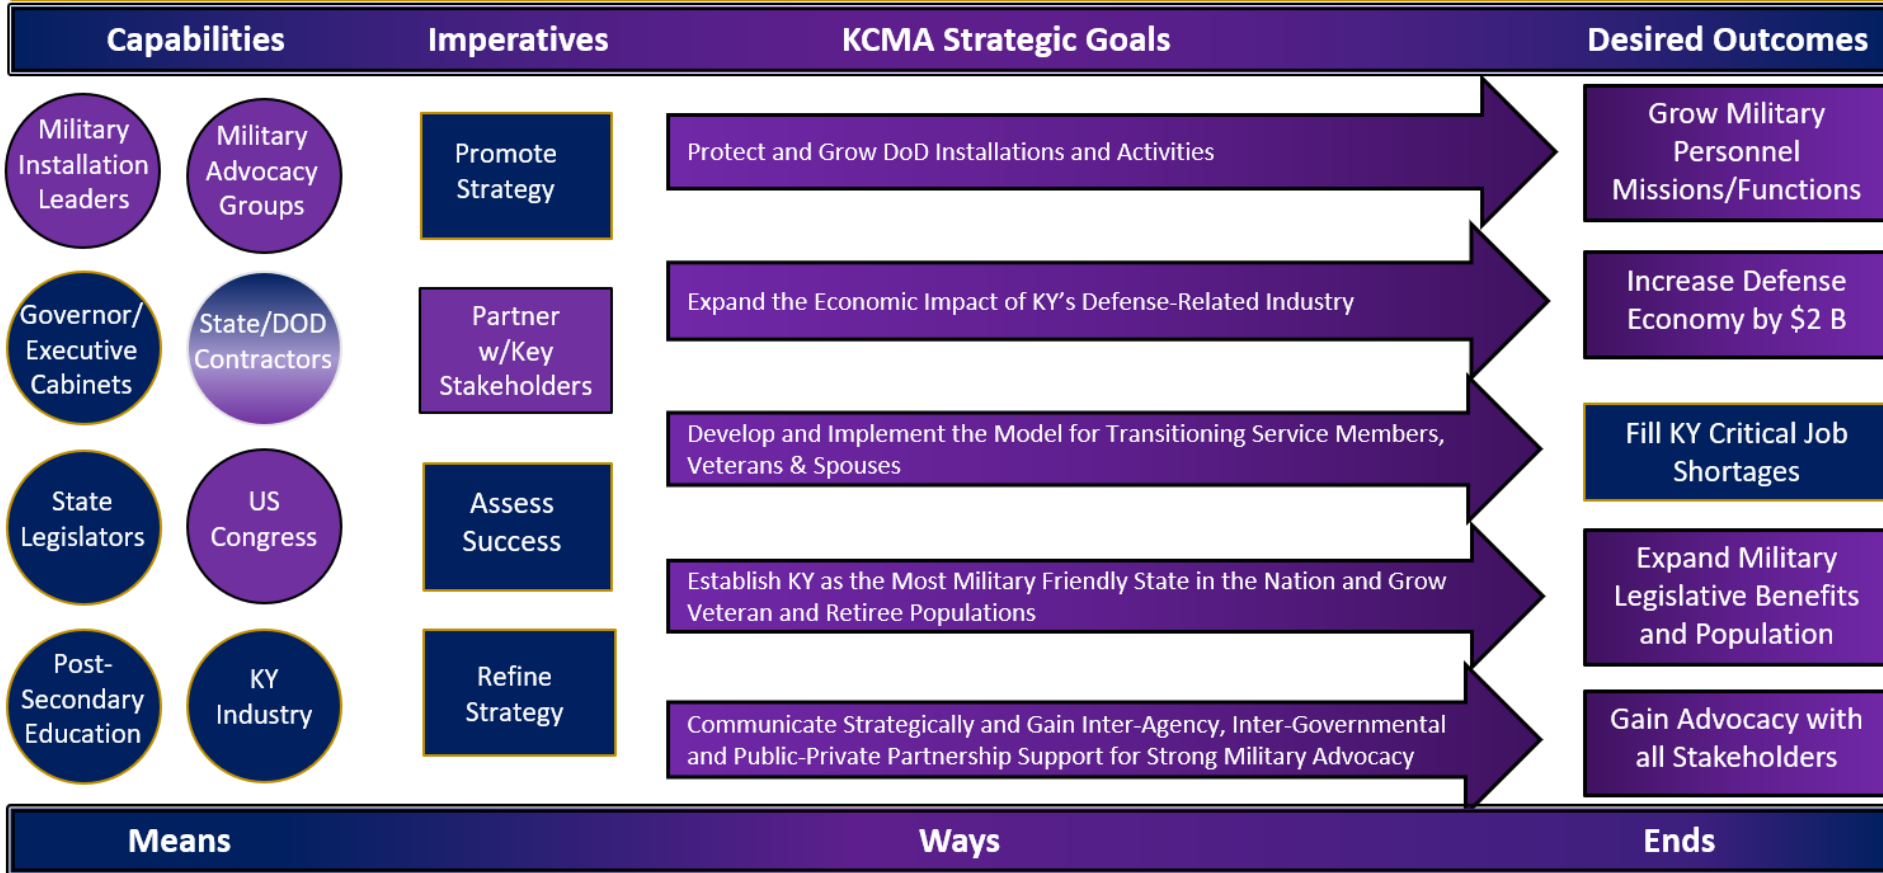 Capabilities
Imperatives
KCMA Strategic Goals
Desired Outcomes
Military
Installation
Leaders
Military
Advocacy
Groups
Governor/
Executive
Cabinets
State/DOD
Contractors
State
Legislators
US
Congress
Post-
Secondary
Education
KY
Industry
Promote
Strategy
Partner
w/Key
Stakeholders
Assess
Success
Refine
Strategy
Protect and Grow DoD Installations and Activities
Expand the Economic Impact of KY’s Defense-Related Industry
Develop and Implement the Model for Transitioning Service Members,
Veterans & Spouses
Establish KY as the Most Military Friendly State in the Nation and Grow
Veteran and Retiree Populations
Communicate Strategically and Gain Inter-Agency, Inter-Governmental
and Public-Private Partnership Support for Strong Military Advocacy
Grow Military
Personnel
Missions/Functions
Increase Defense
Economy by $2 B
Fill KY Critical Job
Shortages
Expand Military
Legislative Benefits
and Population
Gain Advocacy with
all Stakeholders
Means
Ways
Ends